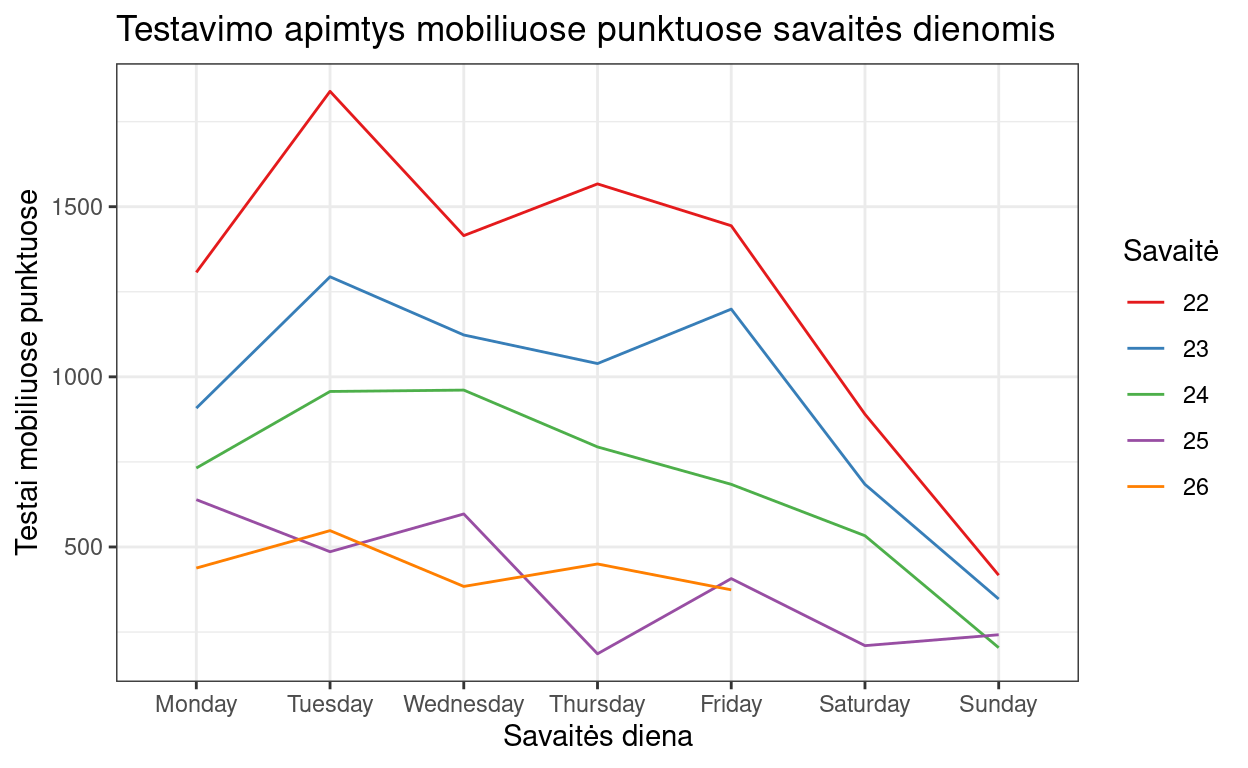 Testavimo apimtys mobiliuose punktuose savaitės dienomis
Testai mobiliuose punktuose
1500
1000
500
Monday
Tuesday
Wednesday
Thursday
Friday
Saturday
Sunday
Savaitės diena
Savaitė
22
23
24
25
26